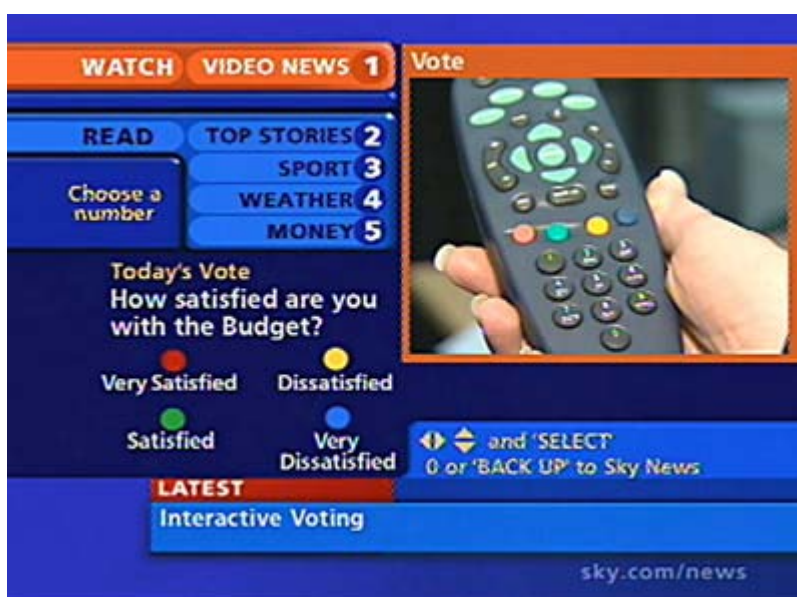 WATCH VIDEO NEWS 1
READ TOP STORIES 2
SPORT 3
WEATHER 4
MONEY 5
Choose a
number
Vote
Today's Vote
How satisfied are you
with the Budget?
Very Satisfied
Dissatisfied
Satisfied
Very
Dissatisfied
and 'SELECT'
0 or 'BACK UP' to Sky News
LATEST
Interactive Voting
sky.com/news